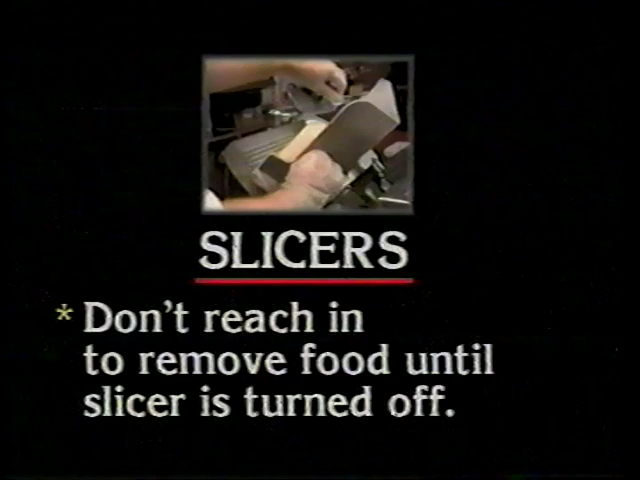 SLICERS
* Don't reach in
to remove food until
slicer is turned off.